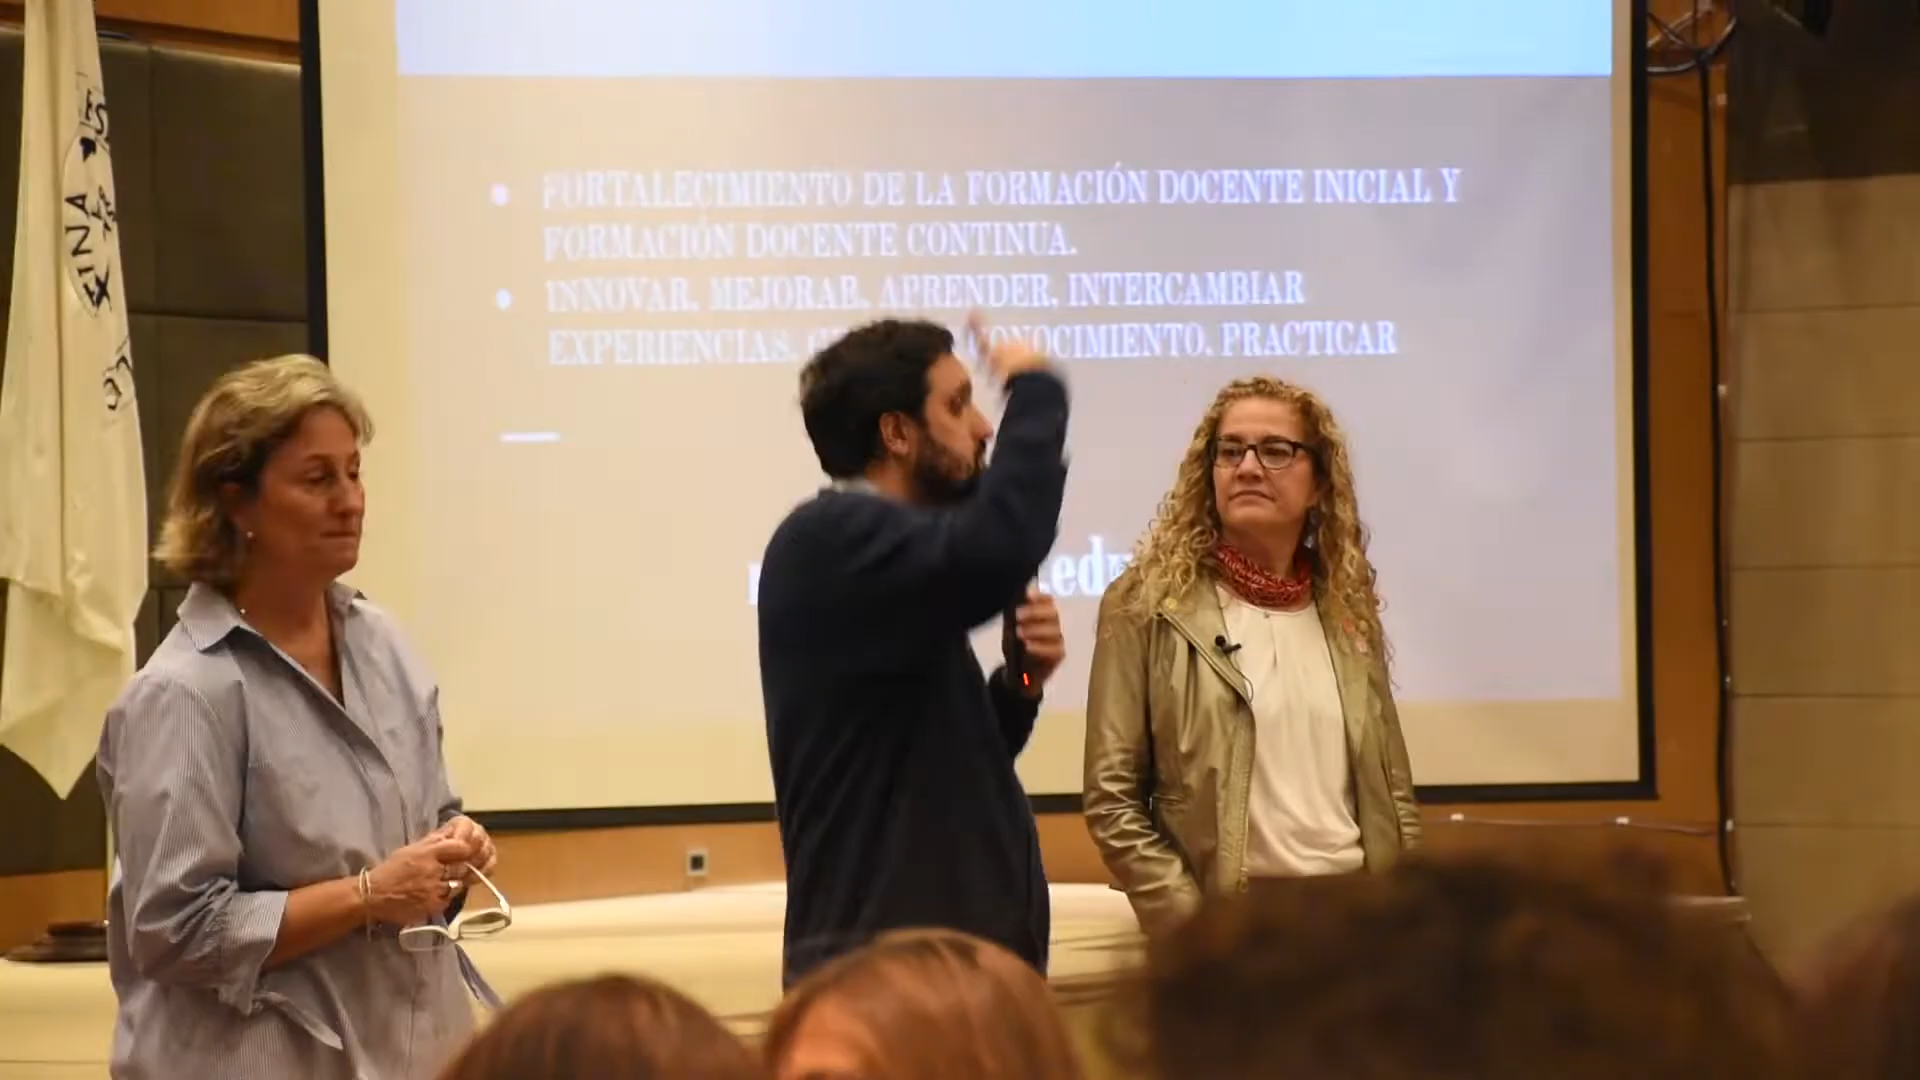 FORTALECIMIENTO DE LA FORMACIÓN DOCENTE INICIAL Y
FORMACIÓN DOCENTE CONTINUA.
INNOVAR, MEJORAR, APRENDER, INTERCAMBIAR
EXPERIENCIAS, CONOCIMIENTO, PRACTICAR